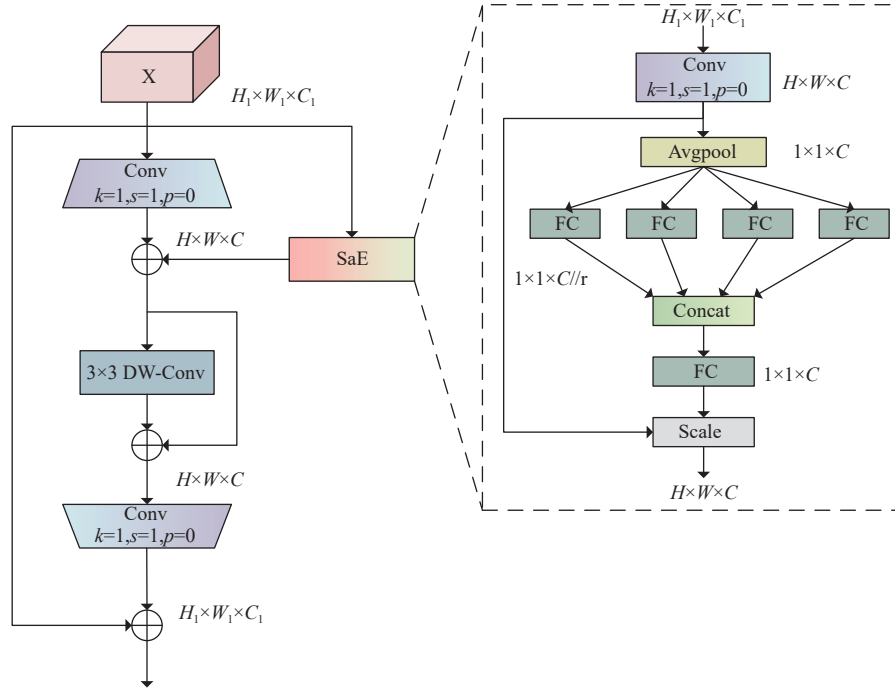 X
H₁×W₁×C₁
Conv
k=1,s=1,p=0
H×W×C
SaE
3×3 DW-Conv
H×W×C
Conv
k=1,s=1,p=0
H₁×W₁×C₁
H₁×W₁×C₁
Conv
k=1,s=1,p=0
H×W×C
Avgpool
1×1×C
FC FC FC FC
1×1×C//r
Concat
FC
1×1×C
Scale
H×W×C